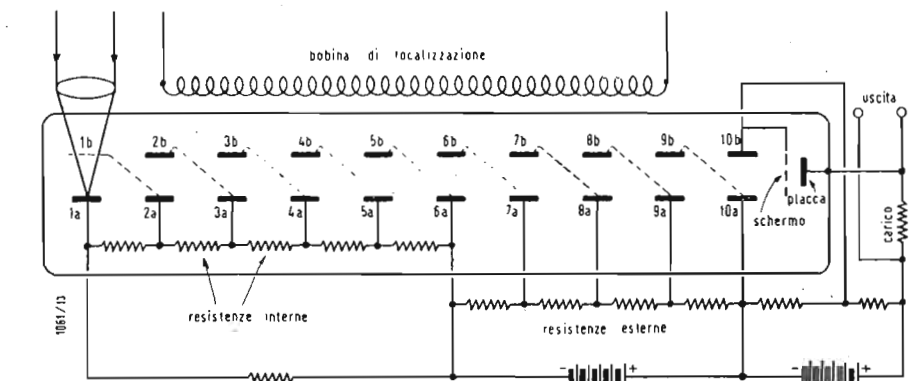 bobina di focalizzazione
uscita
1b 2b 3b 4b 5b 6b 7b 8b 9b 10b
1a 2a 3a 4a 5a 6a 7a 8a 9a 10a
placca
schermo
carico
resistenze interne
resistenze esterne
1061/13
- +
- +